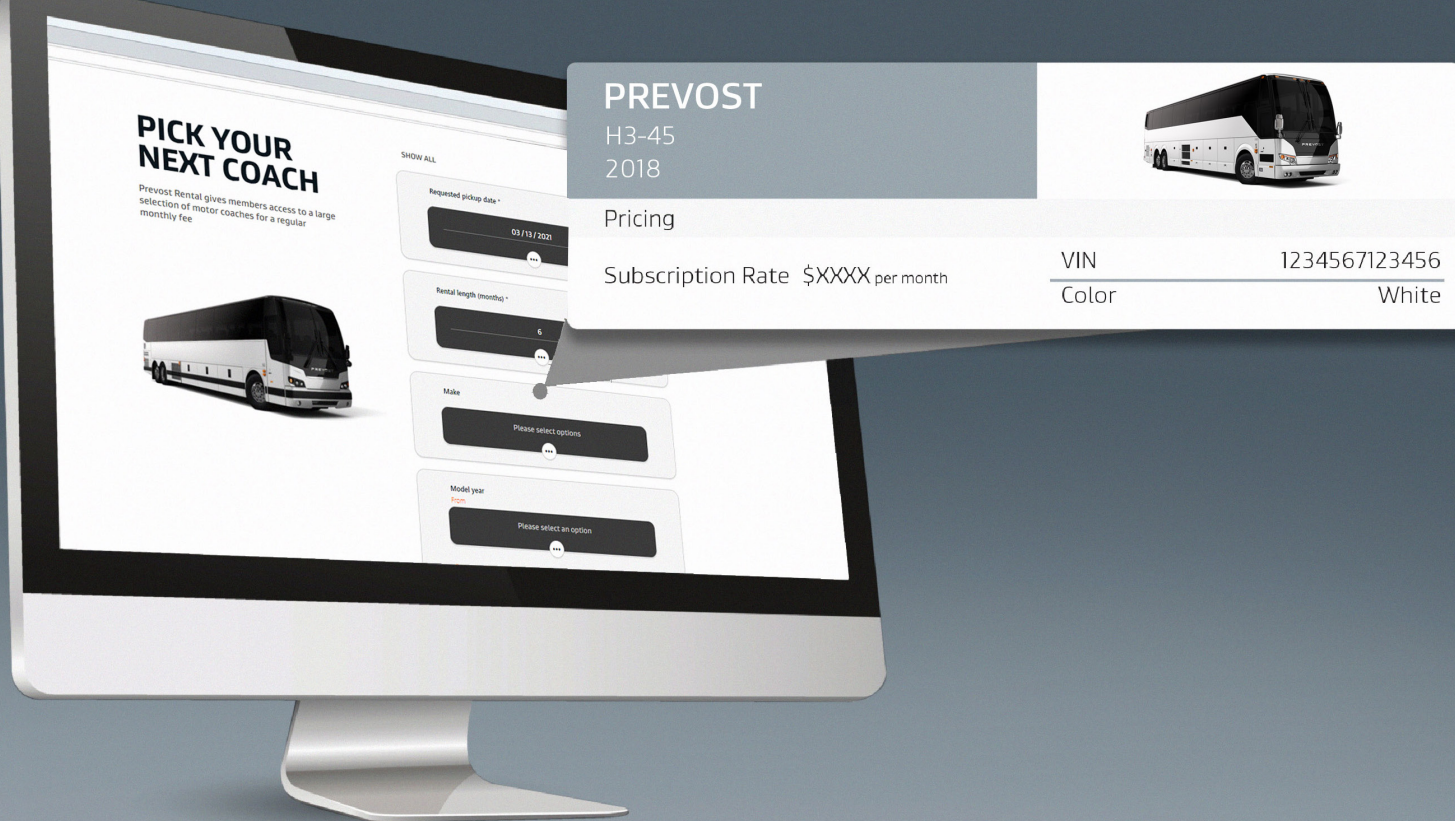 PICK YOUR
NEXT COACH
Prevost Rental gives members access to a large
selection of motor coaches for a regular
monthly fee
SHOW ALL
Requested pickup date *
03 / 13 / 2021
Rental length (months) *
6
Make
Please select options
Model year
From
Please select an option
PREVOST
H3-45
2018
PREVOST
Pricing
Subscription Rate $XXXX per month
VIN 1234567123456
Color White